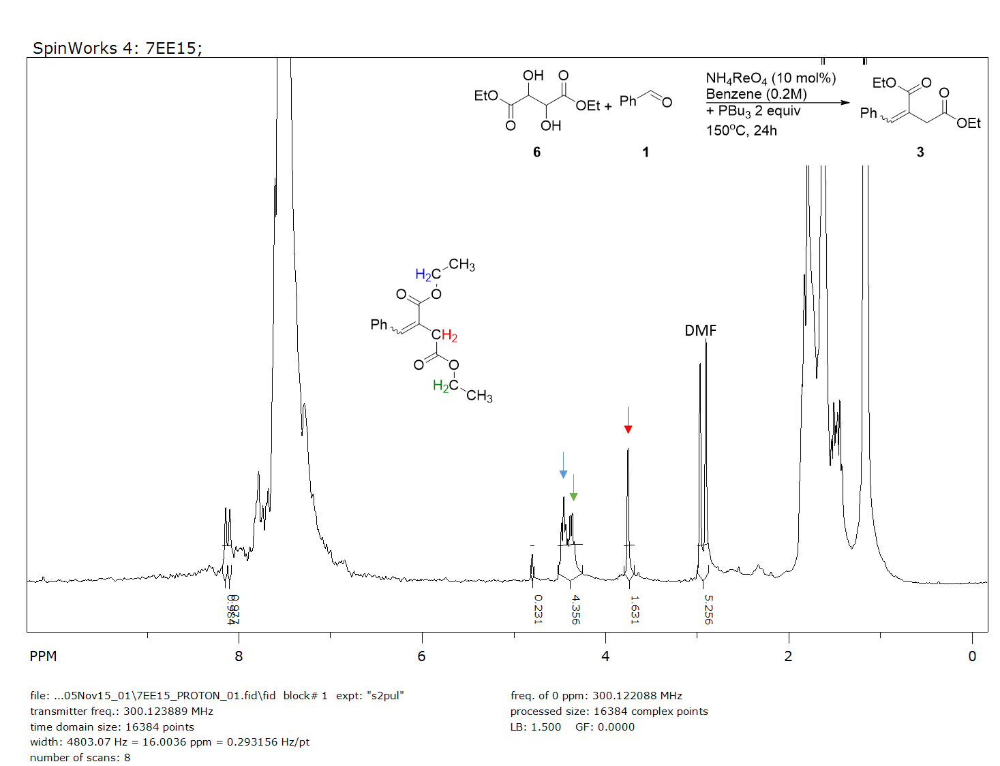 SpinWorks 4: 7EE15;
OH
O
EtO
OEt
O
OH
6
+
Ph
O
1
NH4ReO4 (10 mol%)
Benzene (0.2M)
+ PBu3 2 equiv
150°C, 24h
EtO
O
O
Ph
OEt
3
H2C
CH3
O
O
Ph
CH2
O
O
H2C
CH3
DMF
0.984
0.977
0.231
4.356
1.631
5.256
PPM
8
6
4
2
0
file: ...05Nov15_01\7EE15_PROTON_01.fid\fid block# 1 expt: "s2pul"
transmitter freq.: 300.123889 MHz
time domain size: 16384 points
width: 4803.07 Hz = 16.0036 ppm = 0.293156 Hz/pt
number of scans: 8
freq. of 0 ppm: 300.122088 MHz
processed size: 16384 complex points
LB: 1.500 GF: 0.0000